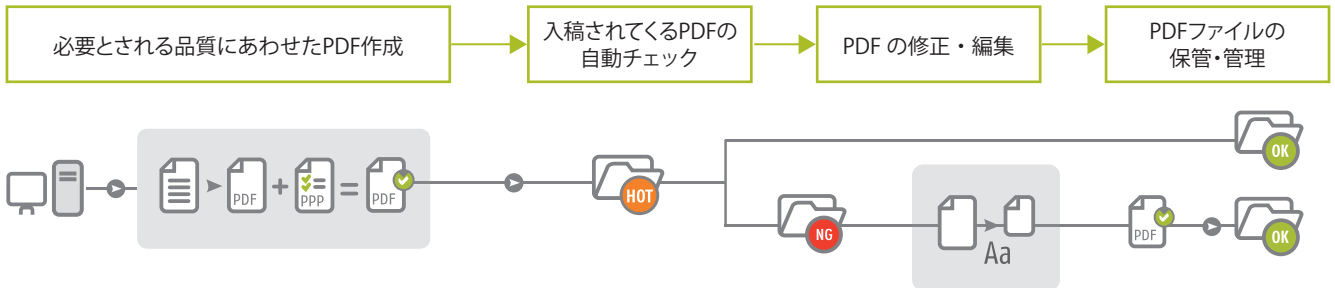 必要とされる品質にあわせたPDF作成
入稿されてくるPDFの
自動チェック
PDF の修正・編集
PDFファイルの
保管・管理
PDF
PPP
PDF
HOT
OK
NG
Aa
PDF
OK